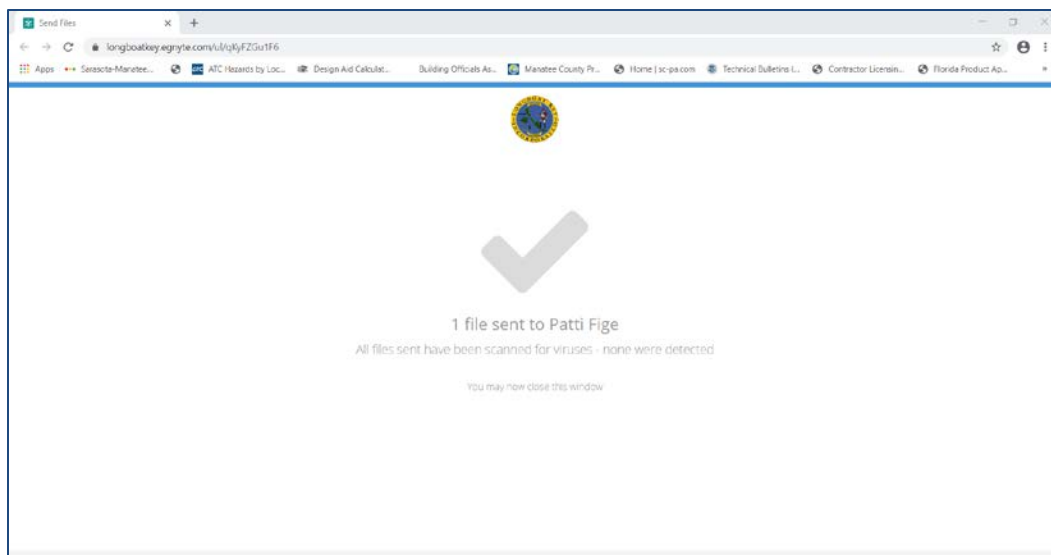 Send Files
longboatkey.egnyte.com/ul/qKyFZGu1F6
Apps Sarasota-Manatee... ATC Hazards by Loc... Design Aid Calculat... Building Officials As... Manatee County Pr... Home | sc-pa.com Technical Bulletins L... Contractor Licensin... Florida Product Ap...
1 file sent to Patti Fige
All files sent have been scanned for viruses - none were detected
You may now close this window